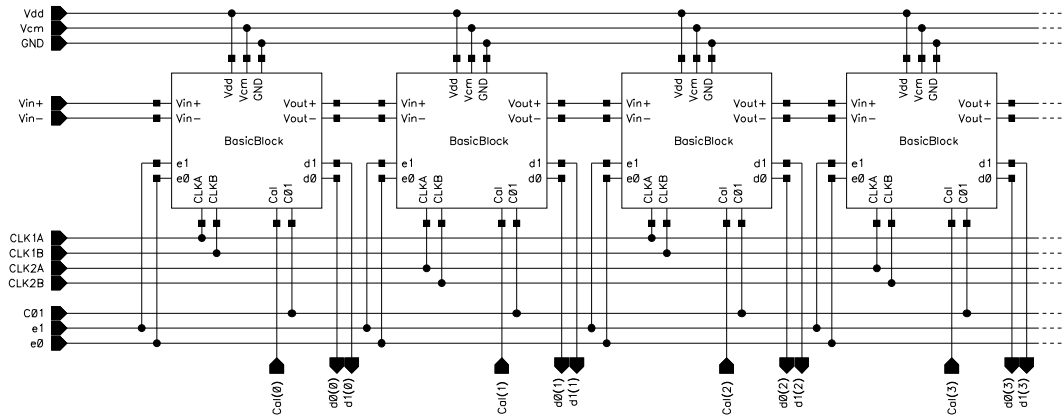 Vdd
Vcm
GND
Vdd Vcm GND Vdd Vcm GND Vdd Vcm GND Vdd Vcm GND
Vin+ Vin+ Vout+ Vin+ Vout+ Vin+ Vout+ Vin+ Vout+
Vin- Vin- Vout- Vin- Vout- Vin- Vout- Vin- Vout-
BasicBlock BasicBlock BasicBlock BasicBlock
e1 d1 e1 d1 e1 d1 e1 d1
e0 d0 e0 d0 e0 d0 e0 d0
CLKA CLKB Cal C01 CLKA CLKB Cal C01 CLKA CLKB Cal C01 CLKA CLKB Cal C01
CLK1A
CLK1B
CLK2A
CLK2B
C01
e1
e0
Cal(0) d0(0) d1(0) Cal(1) d0(1) d1(1) Cal(2) d0(2) d1(2) Cal(3) d0(3) d1(3)